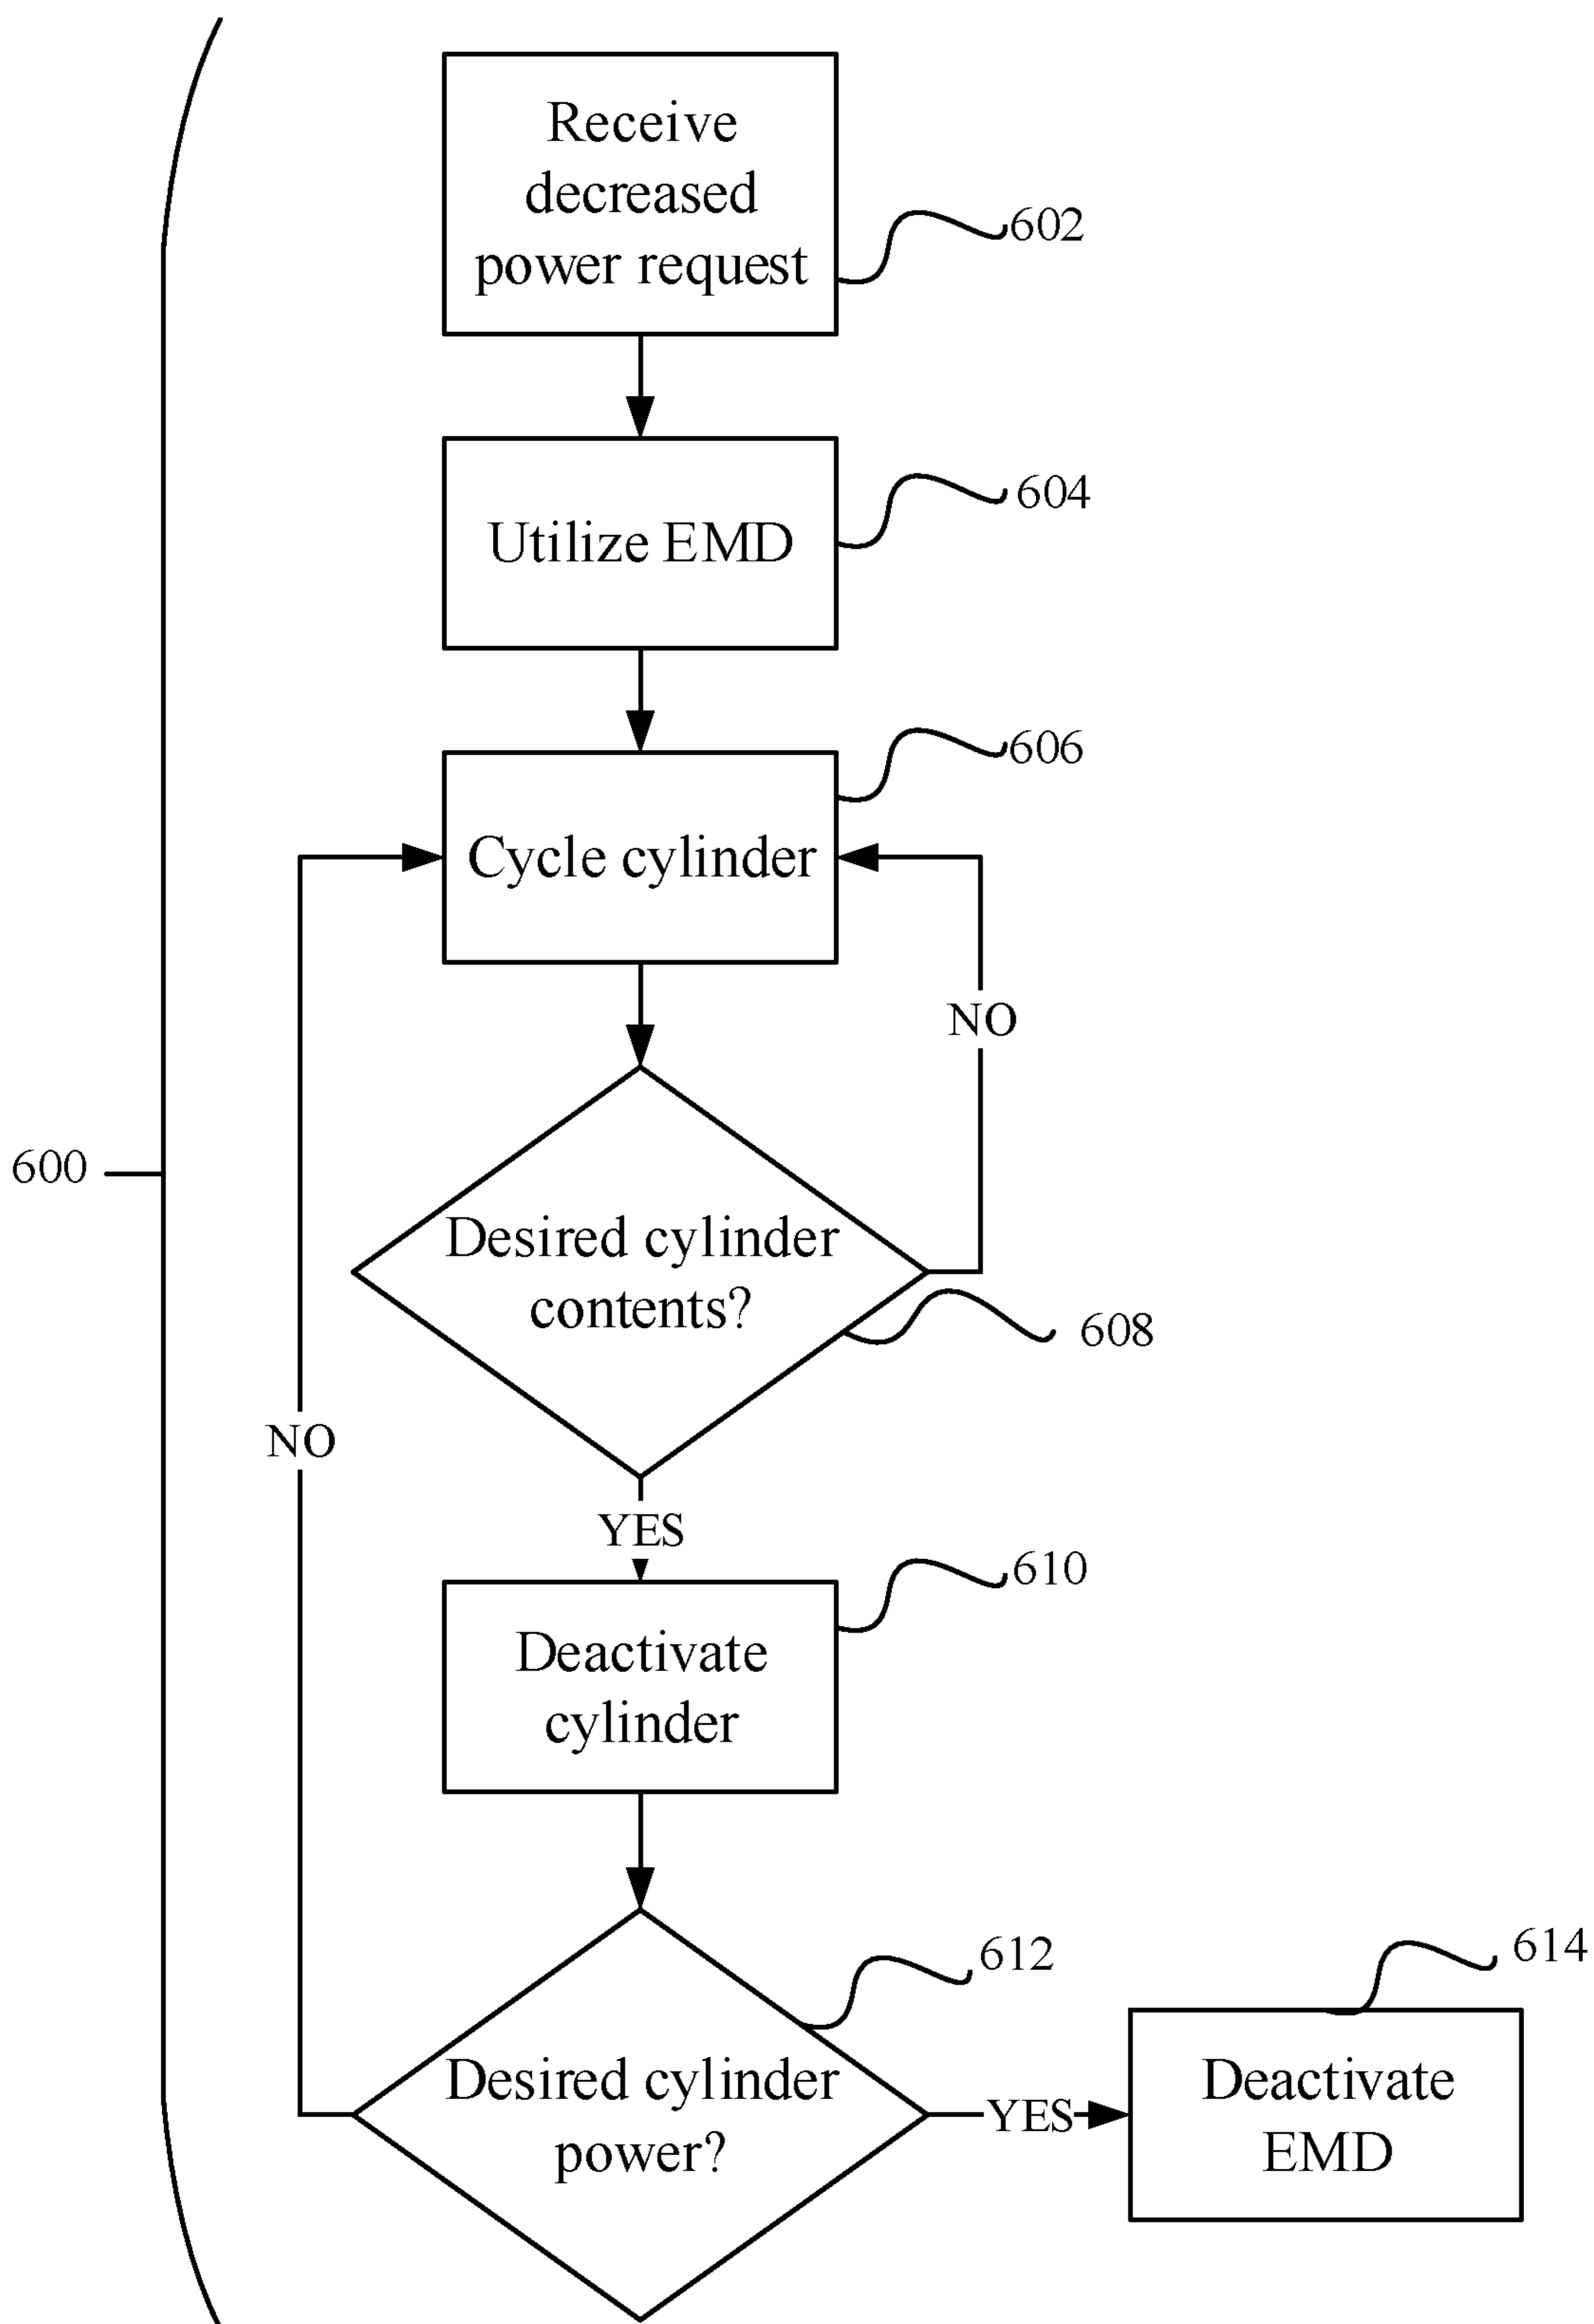 Receive
decreased
power request
602
Utilize EMD
604
606
Cycle cylinder
NO
600
Desired cylinder
contents?
608
NO
YES
610
Deactivate
cylinder
612
614
Desired cylinder
power?
YES
Deactivate
EMD